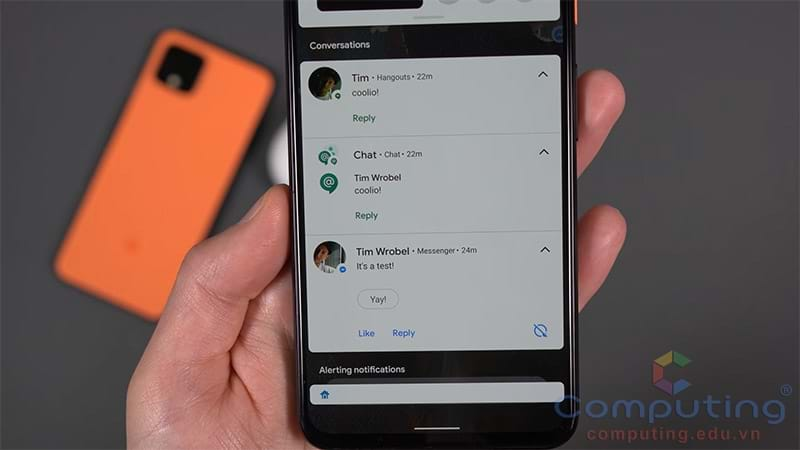 Conversations
Tim • Hangouts • 22m
coolio!
Reply
Chat • Chat • 22m
Tim Wrobel
coolio!
Reply
Tim Wrobel • Messenger • 24m
It's a test!
Yay!
Like Reply
Alerting notifications
Computing®
computing.edu.vn